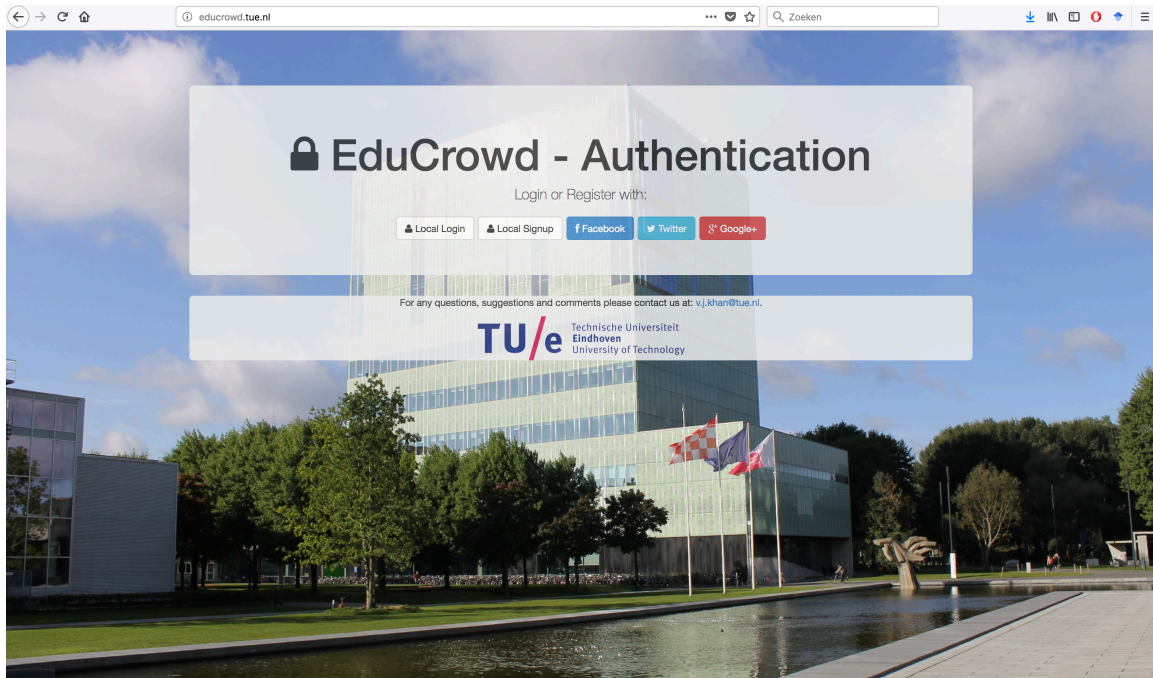 educrowd.tue.nl
Zoeken
EduCrowd - Authentication
Login or Register with:
Local Login
Local Signup
Facebook
Twitter
Google+
For any questions, suggestions and comments please contact us at: v.j.khan@tue.nl.
TU/e
Technische Universiteit
Eindhoven
University of Technology